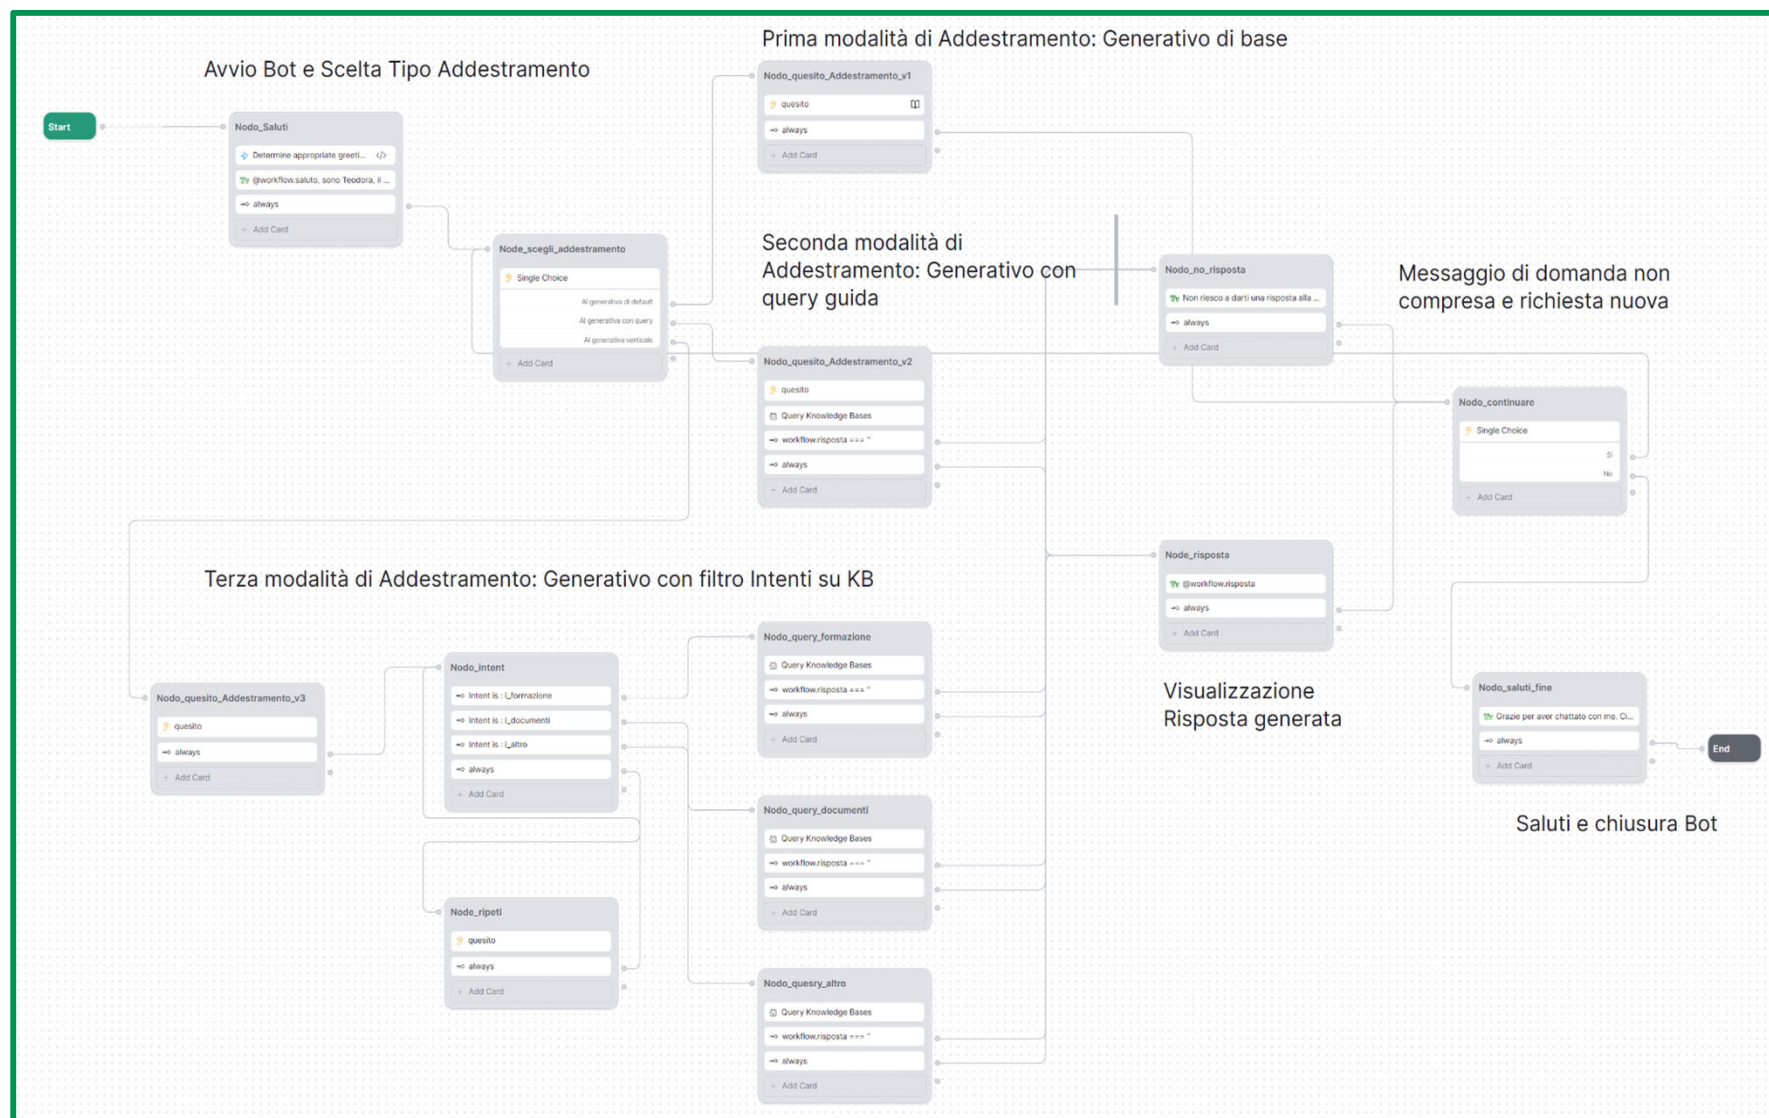 Avvio Bot e Scelta Tipo Addestramento
Start
Nodo_Saluti
Determine appropriate greeti... </>
@workflow.saluto, sono Teodora, il ...
always
+ Add Card
Node_scegli_addestramento
Single Choice
AI generativo di default
AI generativa con query
AI generativa verticale
+ Add Card
Prima modalità di Addestramento: Generativo di base
Nodo_quesito_Addestramento_v1
quesito
always
+ Add Card
Seconda modalità di
Addestramento: Generativo con
query guida
Nodo_quesito_Addestramento_v2
quesito
Query Knowledge Bases
workflow.risposta === ''
always
+ Add Card
Nodo_no_risposta
Non riesco a darti una risposta alla ...
always
+ Add Card
Messaggio di domanda non
compresa e richiesta nuova
Nodo_continuare
Single Choice
Si
No
+ Add Card
Node_risposta
@workflow.risposta
always
+ Add Card
Visualizzazione
Risposta generata
Nodo_saluti_fine
Grazie per aver chattato con me. Ci...
always
+ Add Card
End
Saluti e chiusura Bot
Terza modalità di Addestramento: Generativo con filtro Intenti su KB
Nodo_quesito_Addestramento_v3
quesito
always
+ Add Card
Nodo_intent
Intent is : i_formazione
Intent is : i_documenti
Intent is : i_altro
always
+ Add Card
Node_ripeti
quesito
always
+ Add Card
Nodo_query_formazione
Query Knowledge Bases
workflow.risposta === ''
always
+ Add Card
Nodo_query_documenti
Query Knowledge Bases
workflow.risposta === ''
always
+ Add Card
Nodo_quesry_altro
Query Knowledge Bases
workflow.risposta === ''
always
+ Add Card